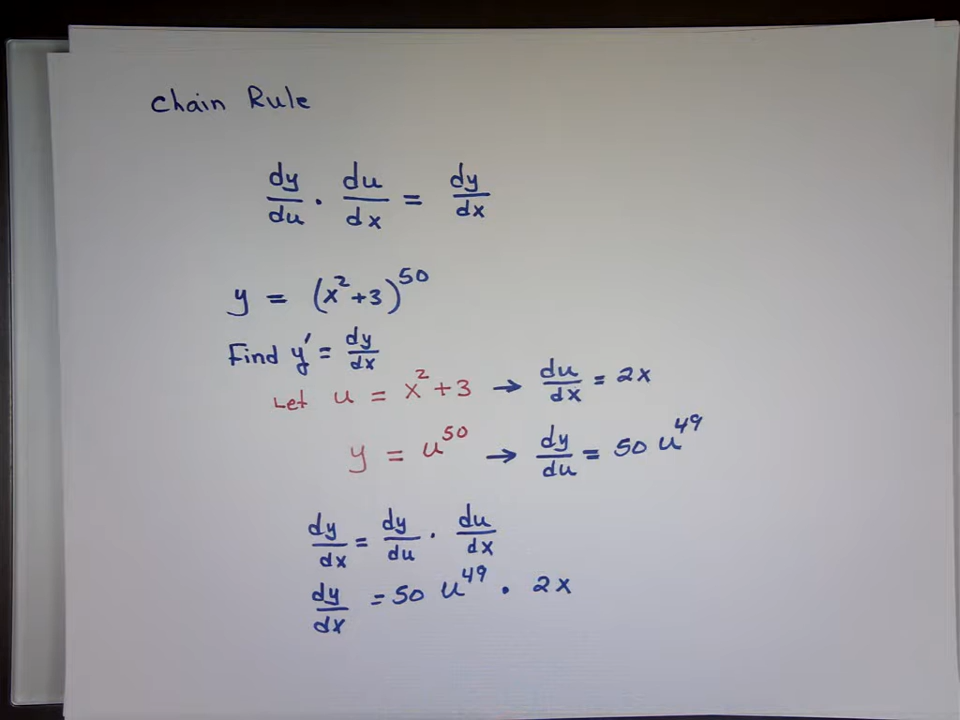 Chain Rule
dy/du · du/dx = dy/dx
y = (x²+3)⁵⁰
Find y' = dy/dx
Let u = x²+3 → du/dx = 2x
y = u⁵⁰ → dy/du = 50 u⁴⁹
dy/dx = dy/du · du/dx
dy/dx = 50 u⁴⁹ · 2x